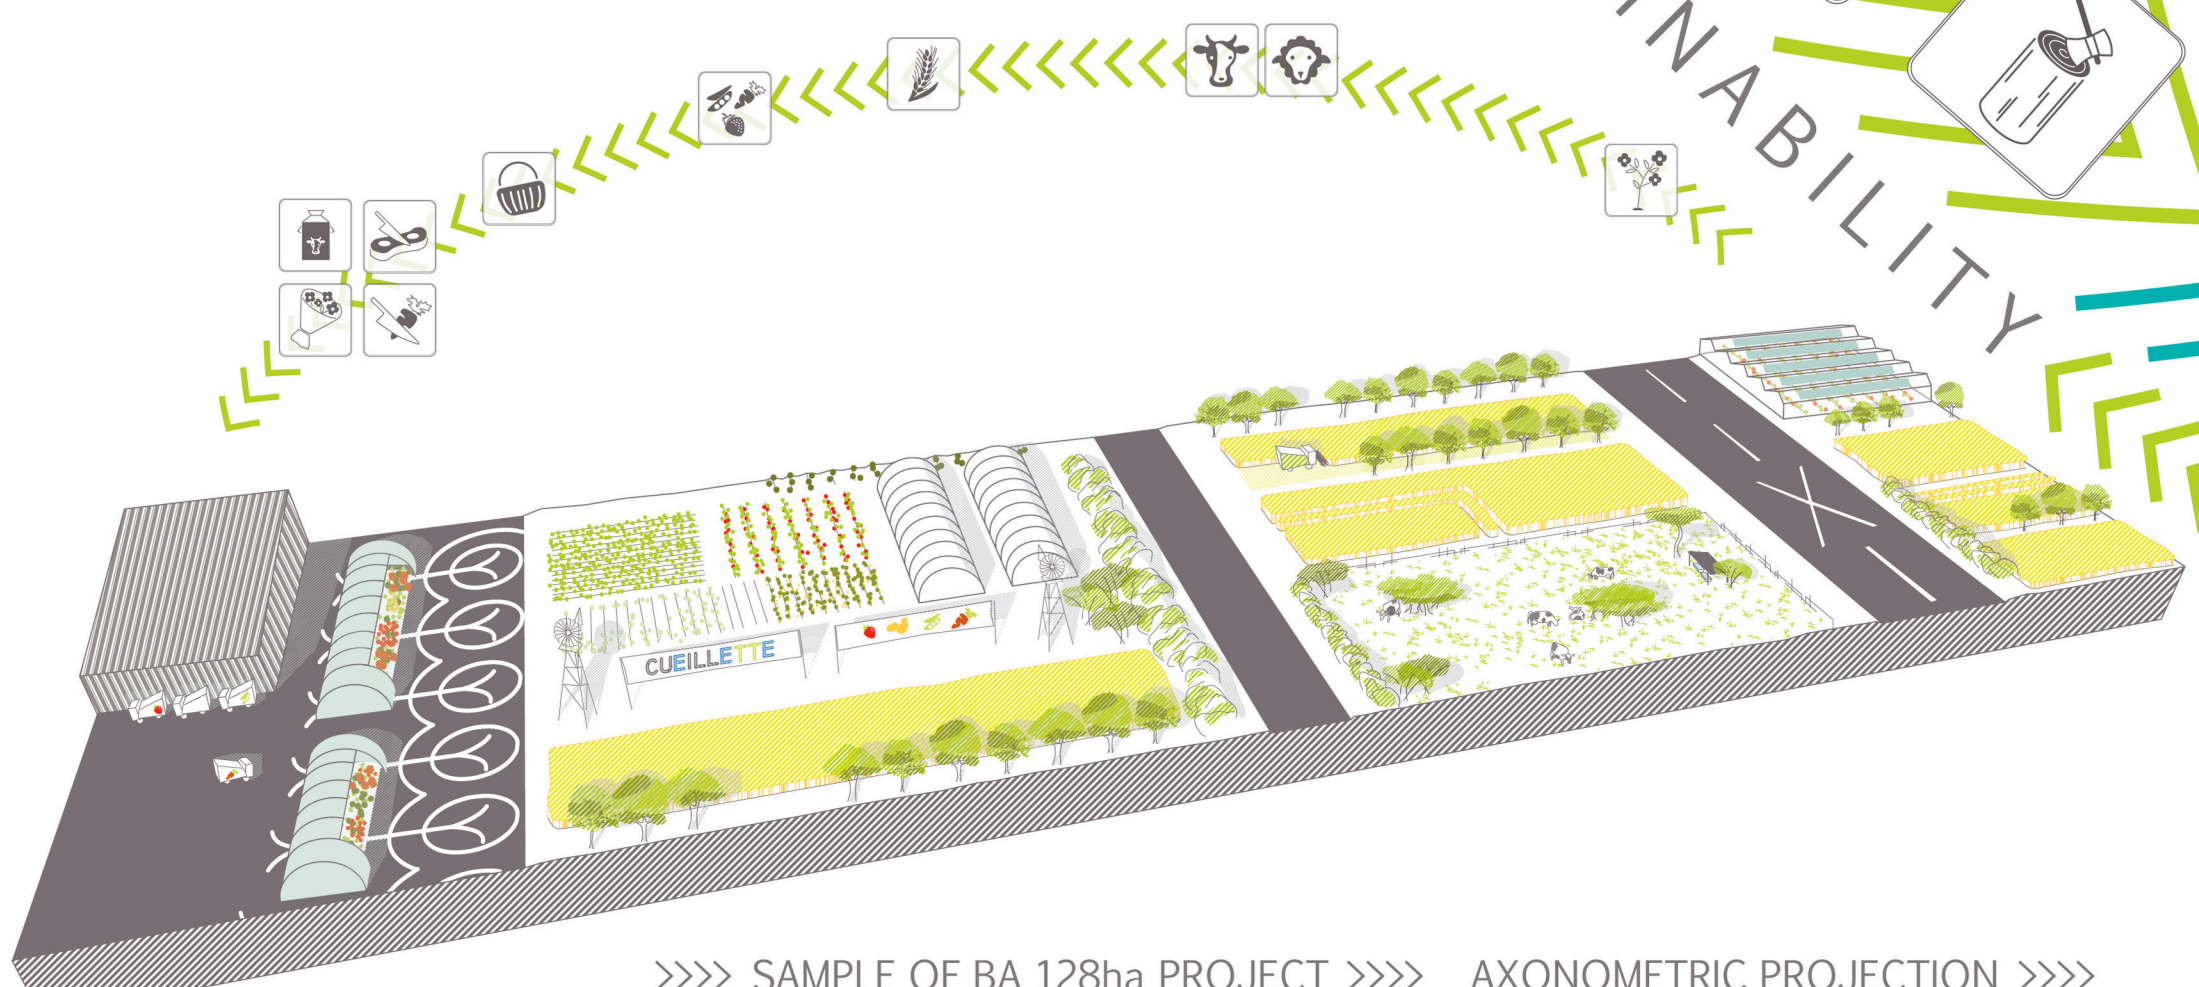 INABILITY
CUEILLETTE
>>>> SAMPLE OF BA 128ha PROJECT >>>> AXONOMETRIC PROJECTION >>>>